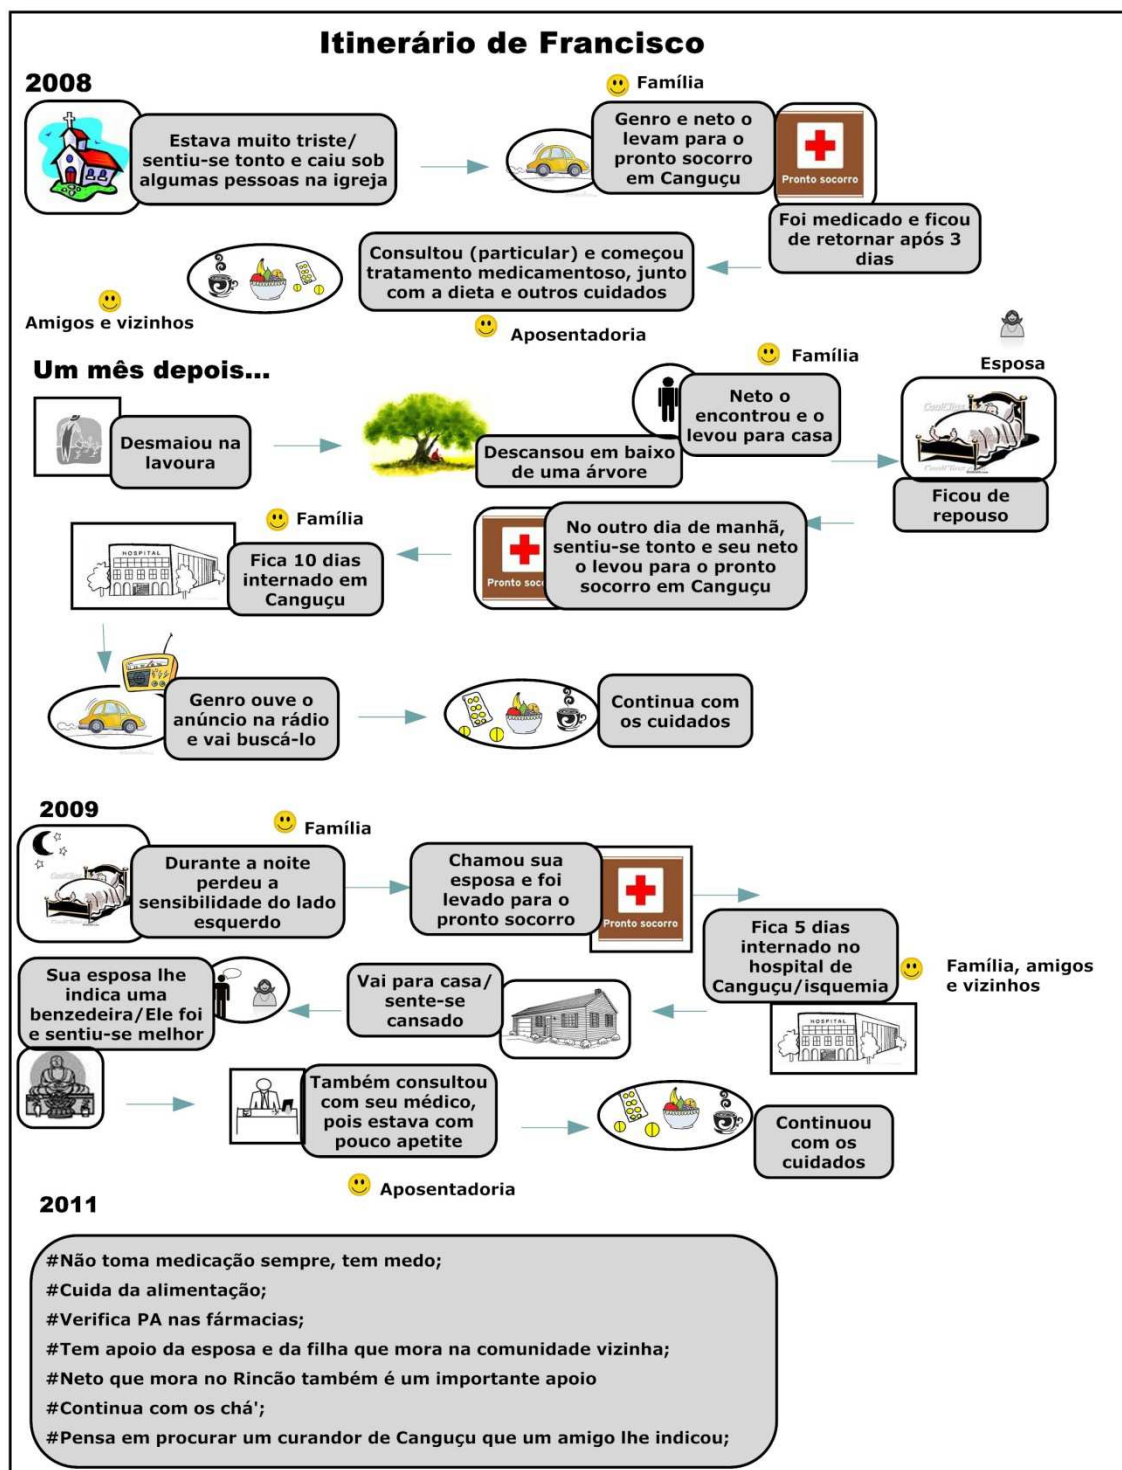 Itinerário de Francisco
2008
Família
Estava muito triste/
sentiu-se tonto e caiu sob
algumas pessoas na igreja
Genro e neto o
levam para o
pronto socorro
em Canguçu
Pronto socorro
Foi medicado e ficou
de retornar após 3
dias
Consultou (particular) e começou
tratamento medicamentoso, junto
com a dieta e outros cuidados
Amigos e vizinhos
Aposentadoria
Um mês depois...
Família
Esposa
Desmaiou na
lavoura
Descansou em baixo
de uma árvore
Neto o
encontrou e o
levou para casa
Ficou de
repouso
No outro dia de manhã,
sentiu-se tonto e seu neto
o levou para o pronto
socorro em Canguçu
Pronto soco
Família
HOSPITAL
Fica 10 dias
internado em
Canguçu
Genro ouve o
anúncio na rádio
e vai buscá-lo
Continua com
os cuidados
2009
Família
Durante a noite
perdeu a
sensibilidade do lado
esquerdo
Chamou sua
esposa e foi
levado para o
pronto socorro
Pronto socorro
Fica 5 dias
internado no
hospital de
Canguçu/isquemia
Família, amigos
e vizinhos
HOSPITAL
Vai para casa/
sente-se
cansado
Sua esposa lhe
indica uma
benzedeira/Ele foi
e sentiu-se melhor
Também consultou
com seu médico,
pois estava com
pouco apetite
Continuou
com os
cuidados
Aposentadoria
2011
#Não toma medicação sempre, tem medo;
#Cuida da alimentação;
#Verifica PA nas fármacias;
#Tem apoio da esposa e da filha que mora na comunidade vizinha;
#Neto que mora no Rincão também é um importante apoio
#Continua com os chá';
#Pensa em procurar um curandor de Canguçu que um amigo lhe indicou;